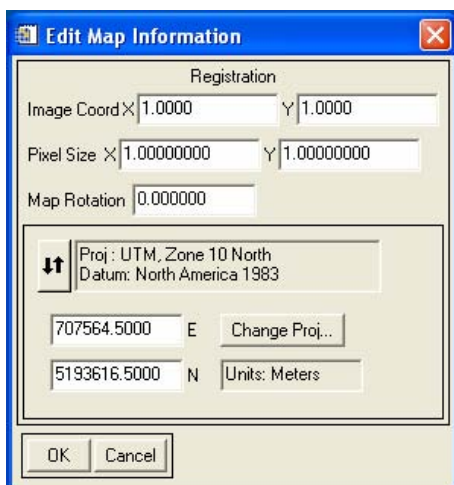 Edit Map Information
Registration
Image Coord X 1.0000 Y 1.0000
Pixel Size X 1.00000000 Y 1.00000000
Map Rotation 0.000000
Proj : UTM, Zone 10 North
Datum: North America 1983
707564.5000 E Change Proj...
5193616.5000 N Units: Meters
OK Cancel